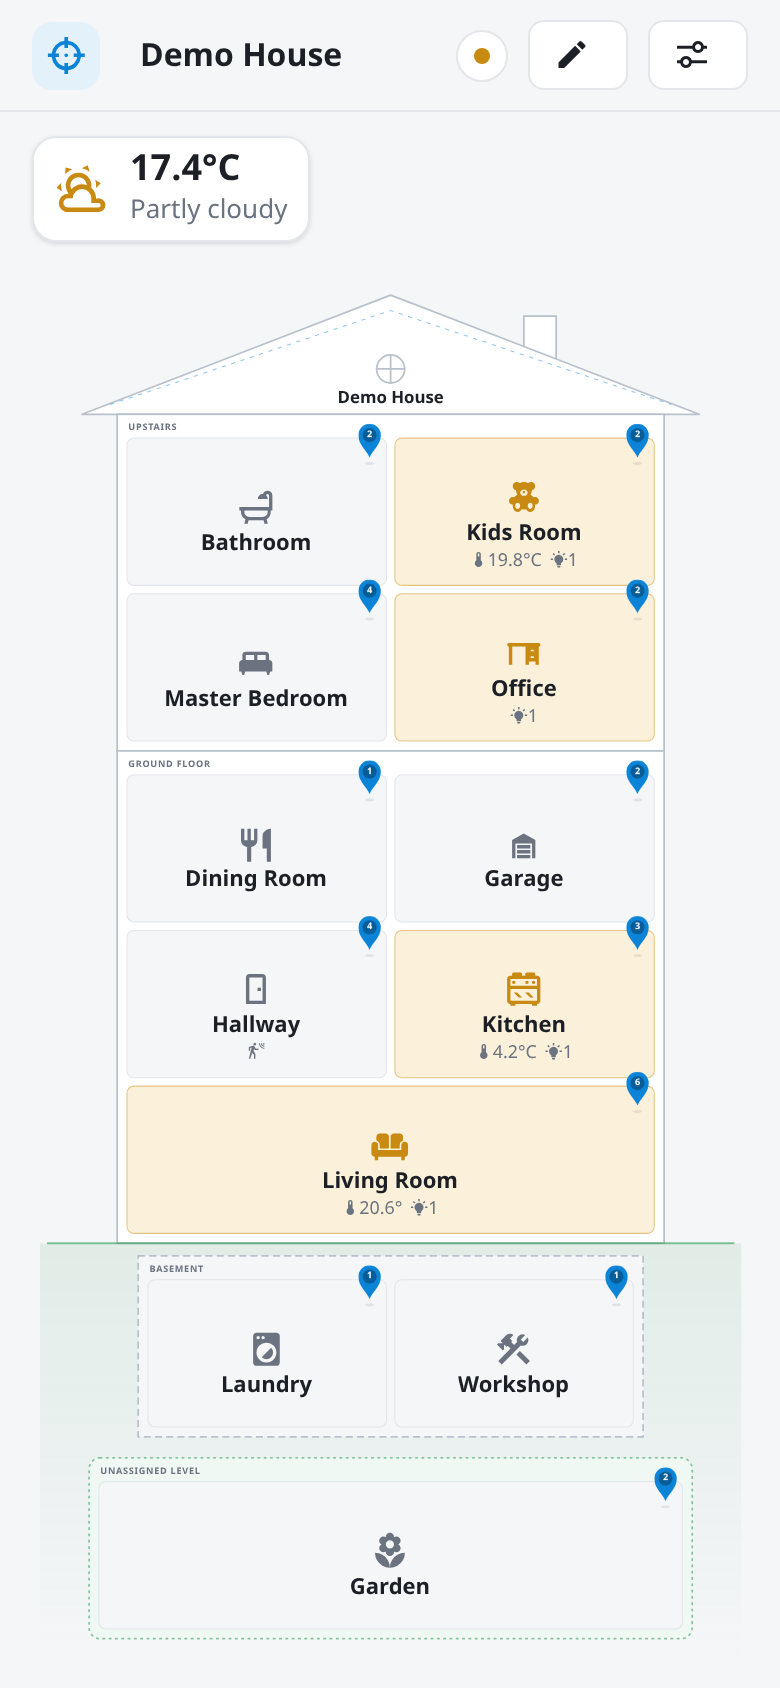 Demo House
17.4°C
Partly cloudy
Demo House
UPSTAIRS
2
2
Bathroom
Kids Room
19.8°C 1
4
2
Master Bedroom
Office
1
GROUND FLOOR
1
2
Dining Room
Garage
4
3
Hallway
Kitchen
4.2°C 1
6
Living Room
20.6° 1
BASEMENT
1
1
Laundry
Workshop
UNASSIGNED LEVEL
2
Garden